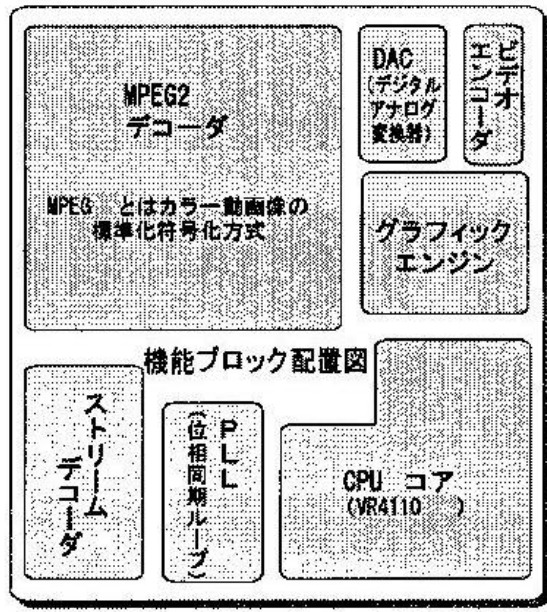 MPEG2
デコーダ
MPEG とはカラー動画像の
標準化符号化方式
DAC
(デジタル
アナログ
変換器)
ビデオ
エンコーダ
グラフィック
エンジン
機能ブロック配置図
ストリーム
デコーダ
PLL
(位相同期ループ)
CPU コア
(VR4110 )